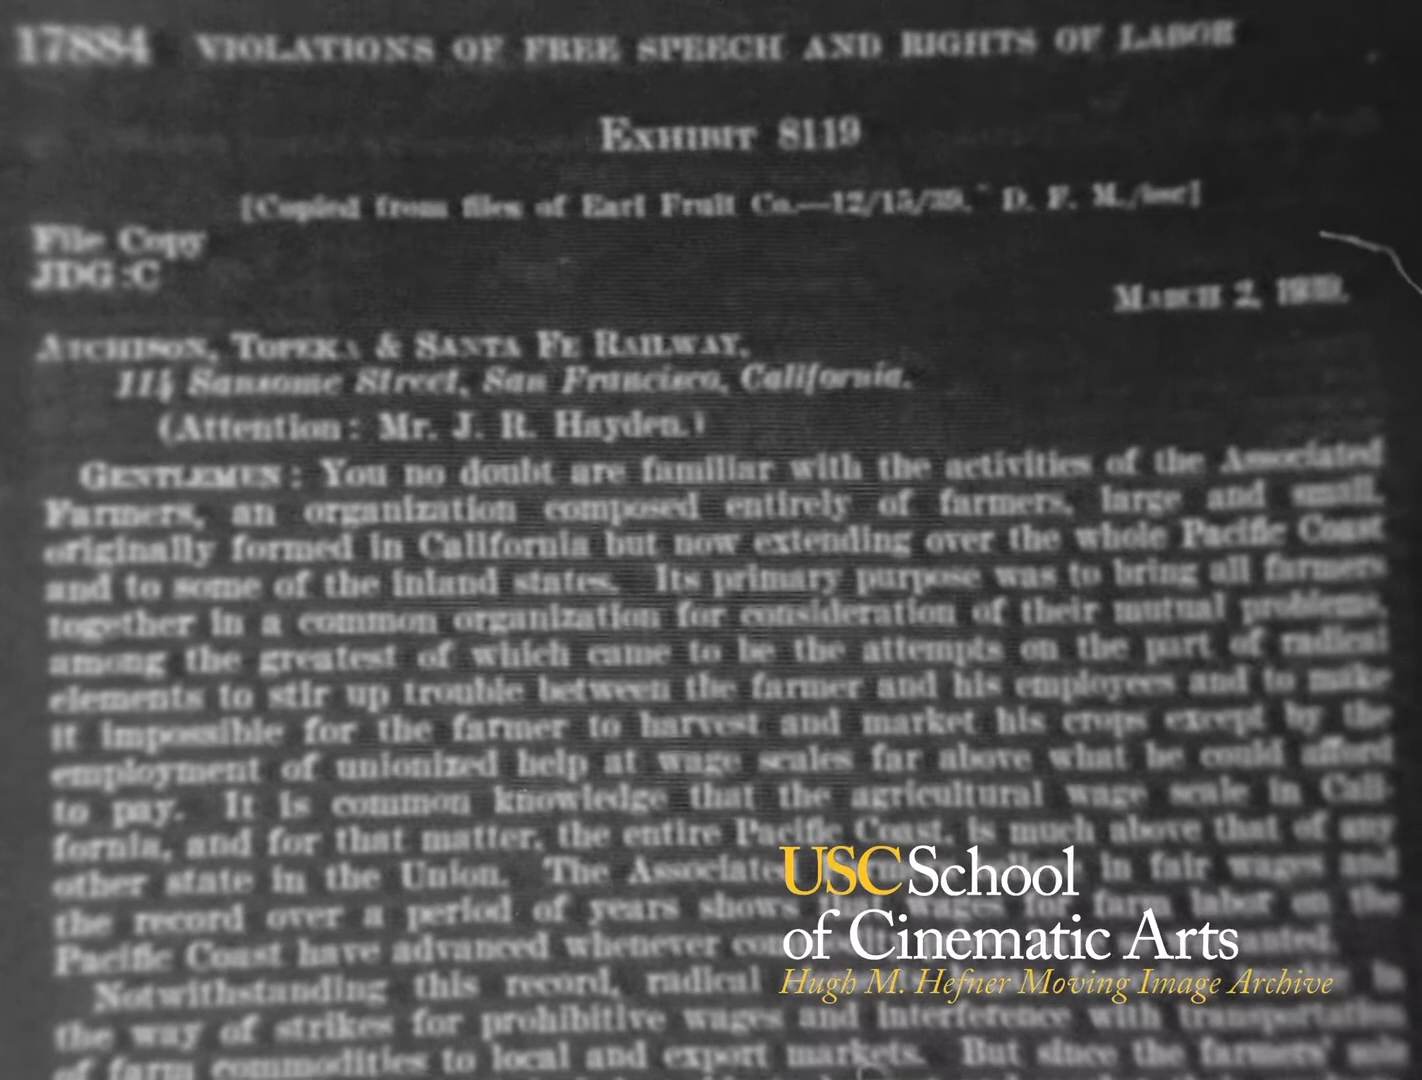 17884 VIOLATIONS OF FREE SPEECH AND RIGHTS OF LABOR
EXHIBIT 8119
[Copied from files of Earl Fruit Co.—12/15/39. D. F. M./
File Copy
JDG:C
MARCH 2, 1939.
ATCHISON, TOPEKA & SANTA FE RAILWAY,
114 Sansome Street, San Francisco, California.
(Attention: Mr. J. R. Hayden.)
GENTLEMEN: You no doubt are familiar with the activities of the Associated
Farmers, an organization composed entirely of farmers, large and small,
originally formed in California but now extending over the whole Pacific Coast
and to some of the inland states. Its primary purpose was to bring all farmers
together in a common organization for consideration of their mutual problems,
among the greatest of which came to be the attempts on the part of radical
elements to stir up trouble between the farmer and his employees and to make
it impossible for the farmer to harvest and market his crops except by the
employment of unionized help at wage scales far above what he could afford
to pay. It is common knowledge that the agricultural wage scale in Cali-
fornia, and for that matter, the entire Pacific Coast, is much above that of any
other state in the Union. The Associated in fair wages and
the record over a period of years shows that wages for farm labor on the
Pacific Coast have advanced whenever
Notwithstanding this record, radical in
the way of strikes for prohibitive wages and interference with transportation
of farm commodities to local and export markets. But since the farmers' sole
USC School
of Cinematic Arts
Hugh M. Hefner Moving Image Archive